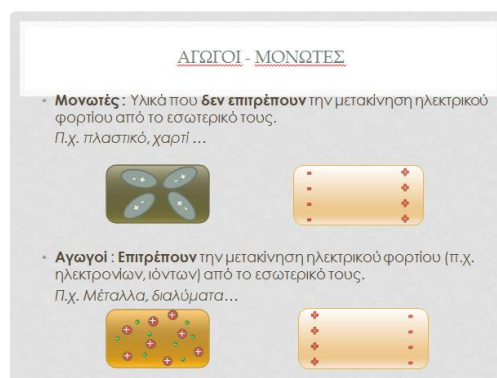 ΑΓΩΓΟΙ - ΜΟΝΩΤΕΣ
• Μονωτές : Υλικά που δεν επιτρέπουν την μετακίνηση ηλεκτρικού
φορτίου από το εσωτερικό τους.
Π.χ. πλαστικό, χαρτί …
• Αγωγοί : Επιτρέπουν την μετακίνηση ηλεκτρικού φορτίου (π.χ.
ηλεκτρονίων, ιόντων) από το εσωτερικό τους.
Π.χ. Μέταλλα, διαλύματα…